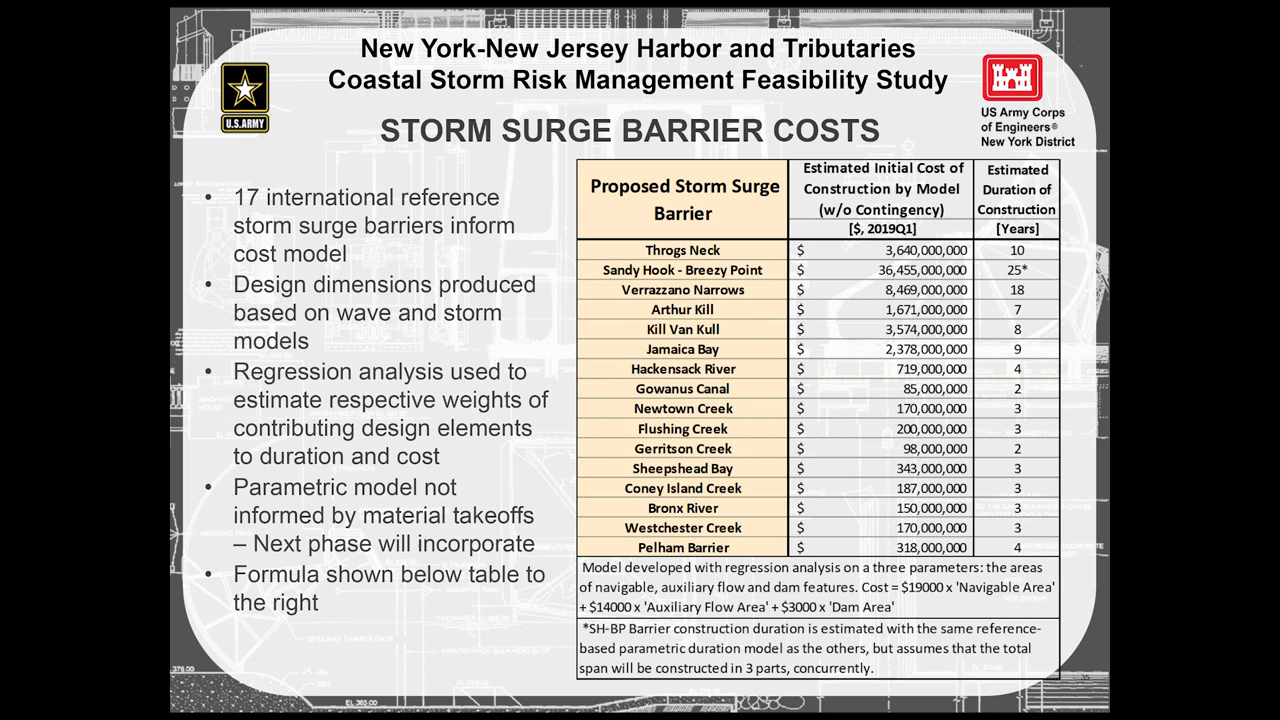 New York-New Jersey Harbor and Tributaries
Coastal Storm Risk Management Feasibility Study
U.S.ARMY
US Army Corps
of Engineers®
New York District
STORM SURGE BARRIER COSTS
• 17 international reference
storm surge barriers inform
cost model
• Design dimensions produced
based on wave and storm
models
• Regression analysis used to
estimate respective weights of
contributing design elements
to duration and cost
• Parametric model not
informed by material takeoffs
– Next phase will incorporate
• Formula shown below table to
the right
Proposed Storm Surge
Barrier
Estimated Initial Cost of
Construction by Model
(w/o Contingency)
[$, 2019Q1]
Estimated
Duration of
Construction
[Years]
Throgs Neck $ 3,640,000,000 10
Sandy Hook - Breezy Point $ 36,455,000,000 25*
Verrazzano Narrows $ 8,469,000,000 18
Arthur Kill $ 1,671,000,000 7
Kill Van Kull $ 3,574,000,000 8
Jamaica Bay $ 2,378,000,000 9
Hackensack River $ 719,000,000 4
Gowanus Canal $ 85,000,000 2
Newtown Creek $ 170,000,000 3
Flushing Creek $ 200,000,000 3
Gerritson Creek $ 98,000,000 2
Sheepshead Bay $ 343,000,000 3
Coney Island Creek $ 187,000,000 3
Bronx River $ 150,000,000 3
Westchester Creek $ 170,000,000 3
Pelham Barrier $ 318,000,000 4
Model developed with regression analysis on a three parameters: the areas
of navigable, auxiliary flow and dam features. Cost = $19000 x 'Navigable Area'
+ $14000 x 'Auxiliary Flow Area' + $3000 x 'Dam Area'
*SH-BP Barrier construction duration is estimated with the same reference-
based parametric duration model as the others, but assumes that the total
span will be constructed in 3 parts, concurrently.
EL 365.00